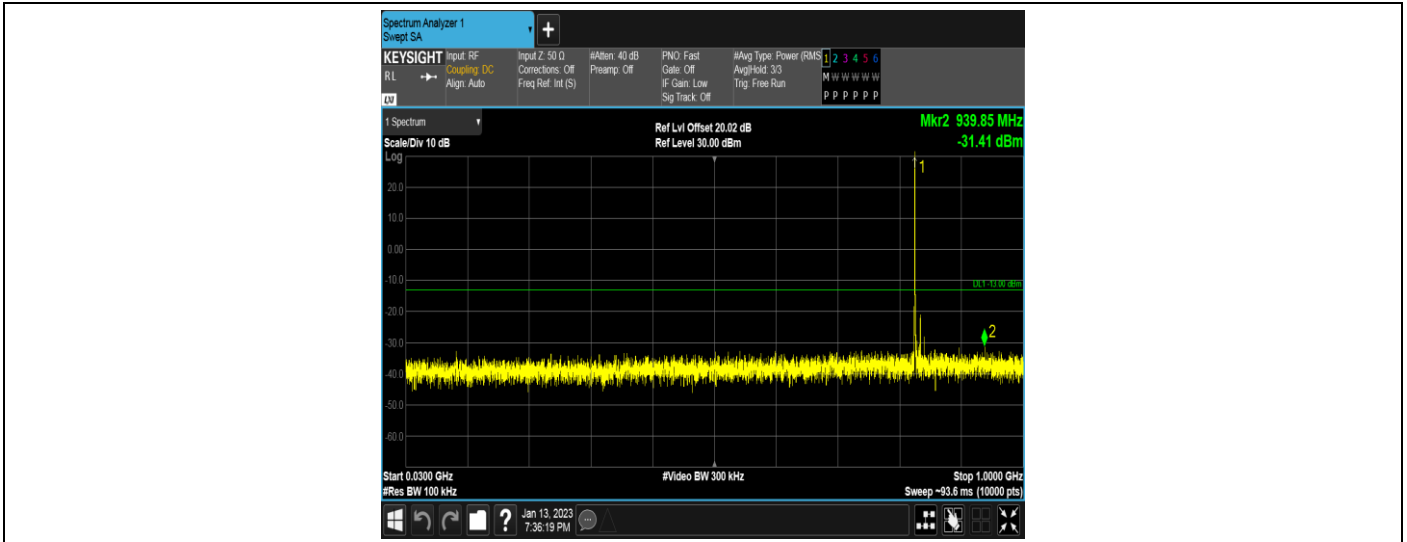 Spectrum Analyzer 1
Swept SA
+
KEYSIGHT
RL
LXI
Input: RF
Coupling: DC
Align: Auto
Input Z: 50 Ω
Corrections: Off
Freq Ref: Int (S)
#Atten: 40 dB
Preamp: Off
PNO: Fast
Gate: Off
IF Gain: Low
Sig Track: Off
#Avg Type: Power (RMS
Avg|Hold: 3/3
Trig: Free Run
1 2 3 4 5 6
M W W W W W
P P P P P P
1 Spectrum
Scale/Div 10 dB
Ref Lvl Offset 20.02 dB
Ref Level 30.00 dBm
Mkr2 939.85 MHz
-31.41 dBm
Log
1
20.0
10.0
0.00
-10.0
DL1 -13.00 dBm
-20.0
-30.0
2
-40.0
-50.0
-60.0
Start 0.0300 GHz
#Video BW 300 kHz
Stop 1.0000 GHz
#Res BW 100 kHz
Sweep ~93.6 ms (10000 pts)
?
Jan 13, 2023
7:36:19 PM